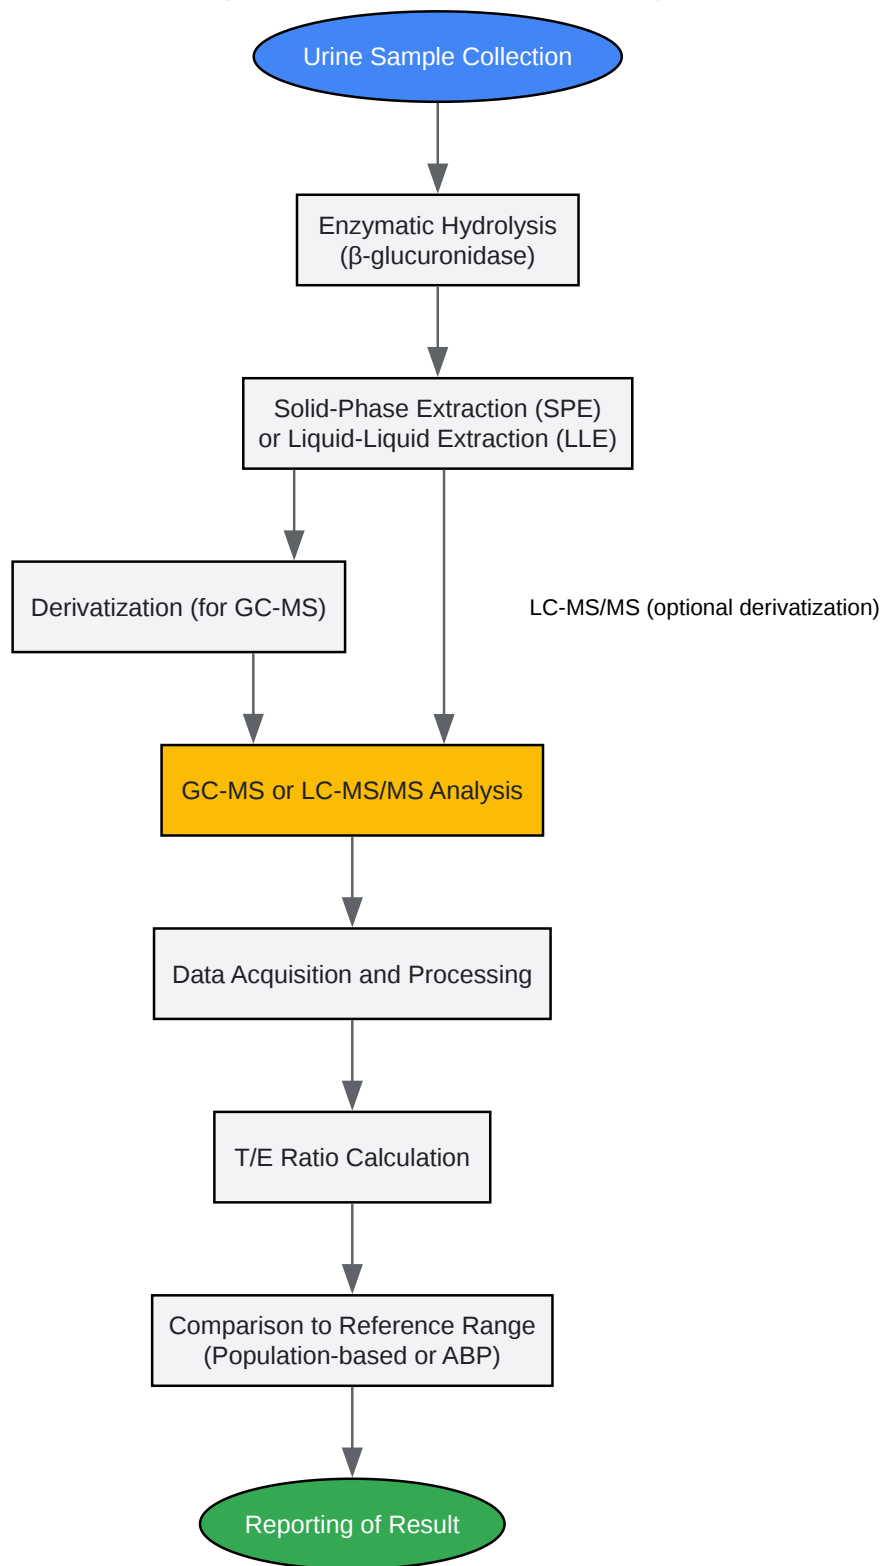 Urine Sample Collection
Enzymatic Hydrolysis
(β-glucuronidase)
Solid-Phase Extraction (SPE)
or Liquid-Liquid Extraction (LLE)
Derivatization (for GC-MS)
LC-MS/MS (optional derivatization)
GC-MS or LC-MS/MS Analysis
Data Acquisition and Processing
T/E Ratio Calculation
Comparison to Reference Range
(Population-based or ABP)
Reporting of Result